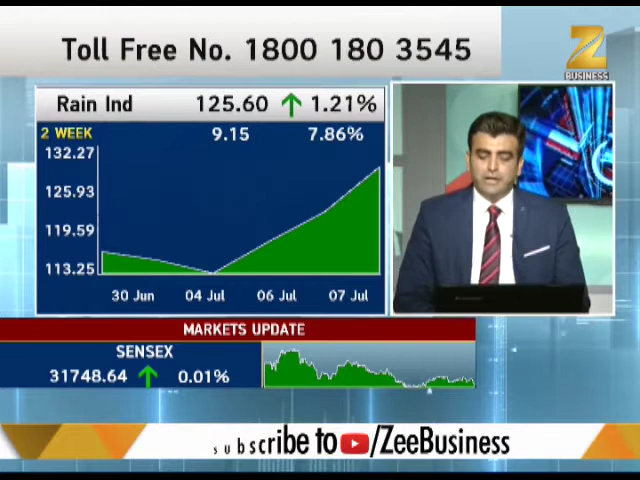 Toll Free No. 1800 180 3545
Z
BUSINESS
Rain Ind 125.60 1.21%
2 WEEK 9.15 7.86%
132.27
125.93
119.59
113.25
30 Jun 04 Jul 06 Jul 07 Jul
MARKETS UPDATE
SENSEX
31748.64 0.01%
subscribe to /ZeeBusiness